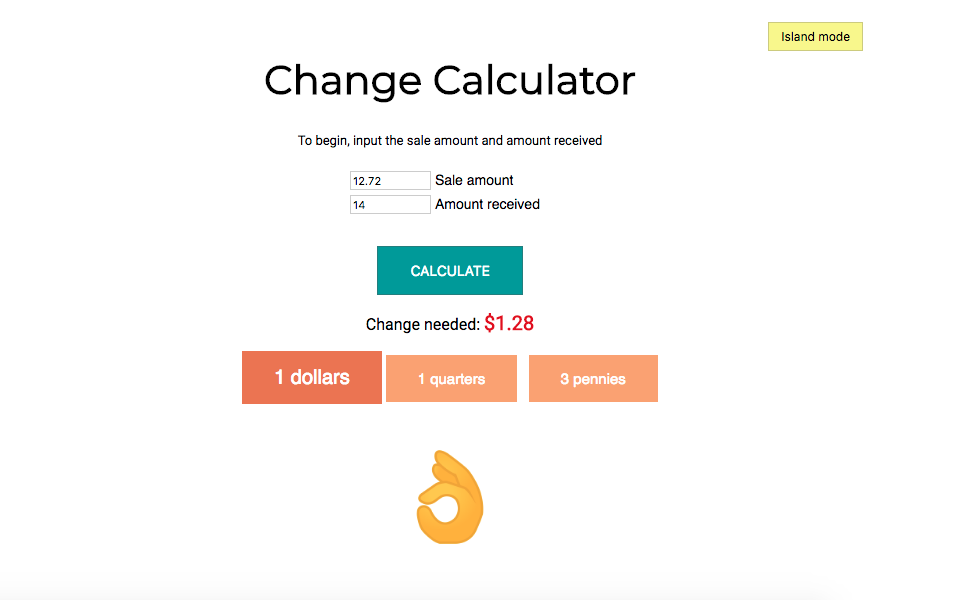 Island mode
Change Calculator
To begin, input the sale amount and amount received
12.72 Sale amount
14 Amount received
CALCULATE
Change needed: $1.28
1 dollars 1 quarters 3 pennies